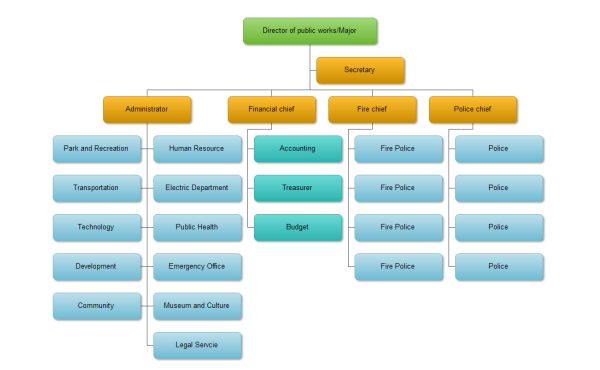 Director of public works/Major
Secretary
Administrator
Financial chief
Fire chief
Police chief
Park and Recreation
Human Resource
Accounting
Fire Police
Police
Transportation
Electric Department
Treasurer
Fire Police
Police
Technology
Public Health
Budget
Fire Police
Police
Development
Emergency Office
Fire Police
Police
Community
Museum and Culture
Legal Servcie